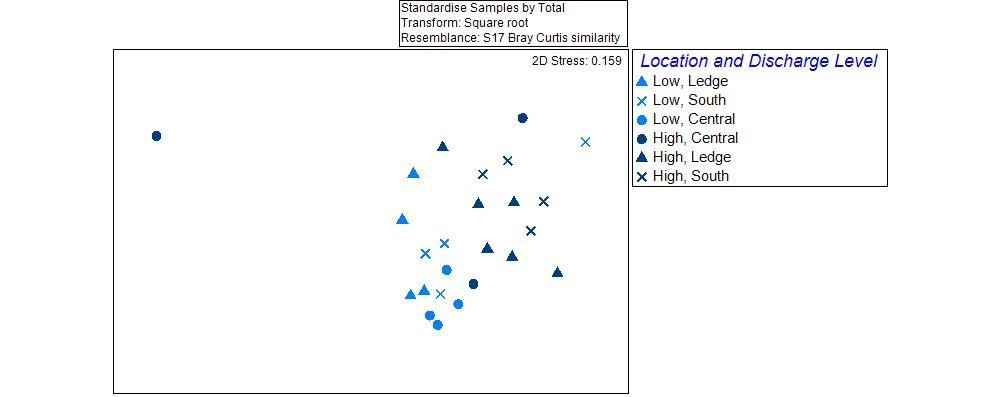 Standardise Samples by Total
Transform: Square root
Resemblance: S17 Bray Curtis similarity
2D Stress: 0.159
Location and Discharge Level
Low, Ledge
Low, South
Low, Central
High, Central
High, Ledge
High, South